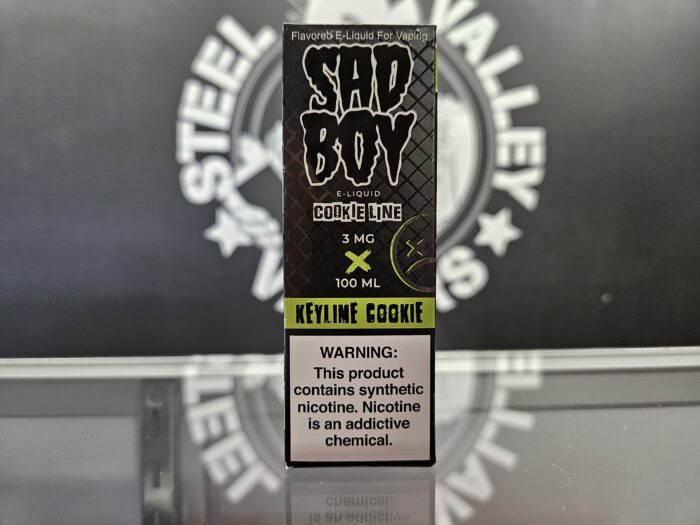 Flavored E-Liquid For Vaping
SAD
BOY
E-LIQUID
COOKIE LINE
3 MG
X
100 ML
KEYLIME COOKIE
WARNING:
This product
contains synthetic
nicotine. Nicotine
is an addictive
chemical.
STEEL VALLEY